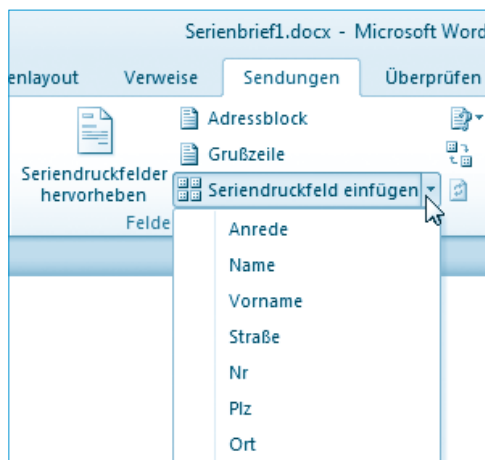 Serienbrief1.docx - Microsoft Word
enlayout Verweise Sendungen Überprüfen
Seriendruckfelder hervorheben
Adressblock
Grußzeile
Seriendruckfeld einfügen
Felde
Anrede
Name
Vorname
Straße
Nr
Plz
Ort